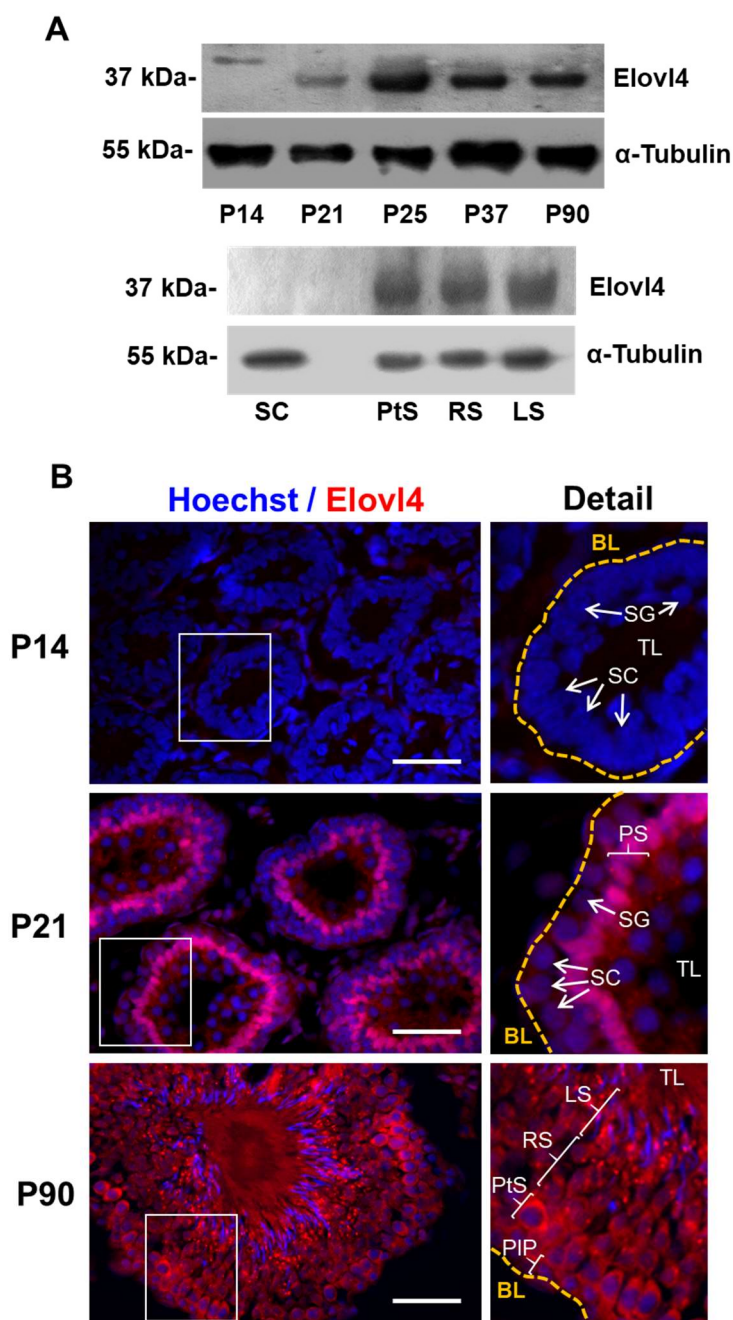 A
37 kDa- Elovl4
55 kDa- α-Tubulin
P14 P21 P25 P37 P90
37 kDa- Elovl4
55 kDa- α-Tubulin
SC PtS RS LS
B
Hoechst / Elovl4 Detail
P14
BL
SG
TL
SC
P21
PS
SG
SC
TL
BL
P90
TL
LS
RS
PtS
PlP
BL